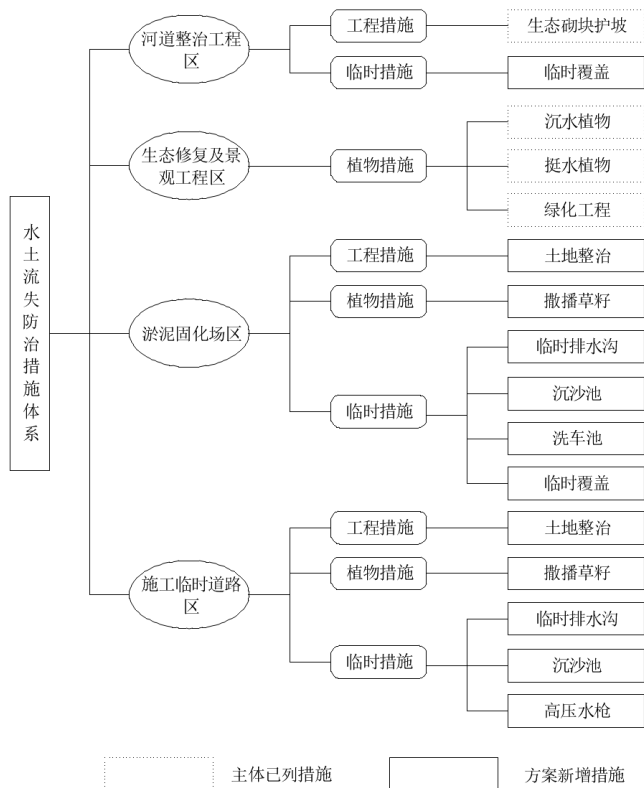 水土流失防治措施体系
河道整治工程
区
工程措施
生态砌块护坡
临时措施
临时覆盖
生态修复及景
观工程区
植物措施
沉水植物
挺水植物
绿化工程
淤泥固化场区
工程措施
土地整治
植物措施
撒播草籽
临时措施
临时排水沟
沉沙池
洗车池
临时覆盖
施工临时道路
区
工程措施
土地整治
植物措施
撒播草籽
临时措施
临时排水沟
沉沙池
高压水枪
主体已列措施
方案新增措施